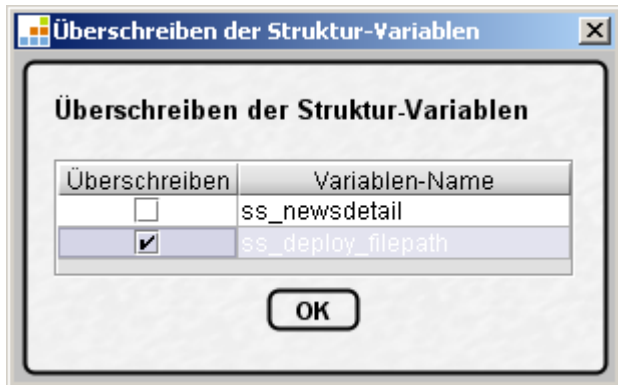 Überschreiben der Struktur-Variablen
Überschreiben der Struktur-Variablen
Überschreiben Variablen-Name
ss_newsdetail
ss_deploy_filepath
OK